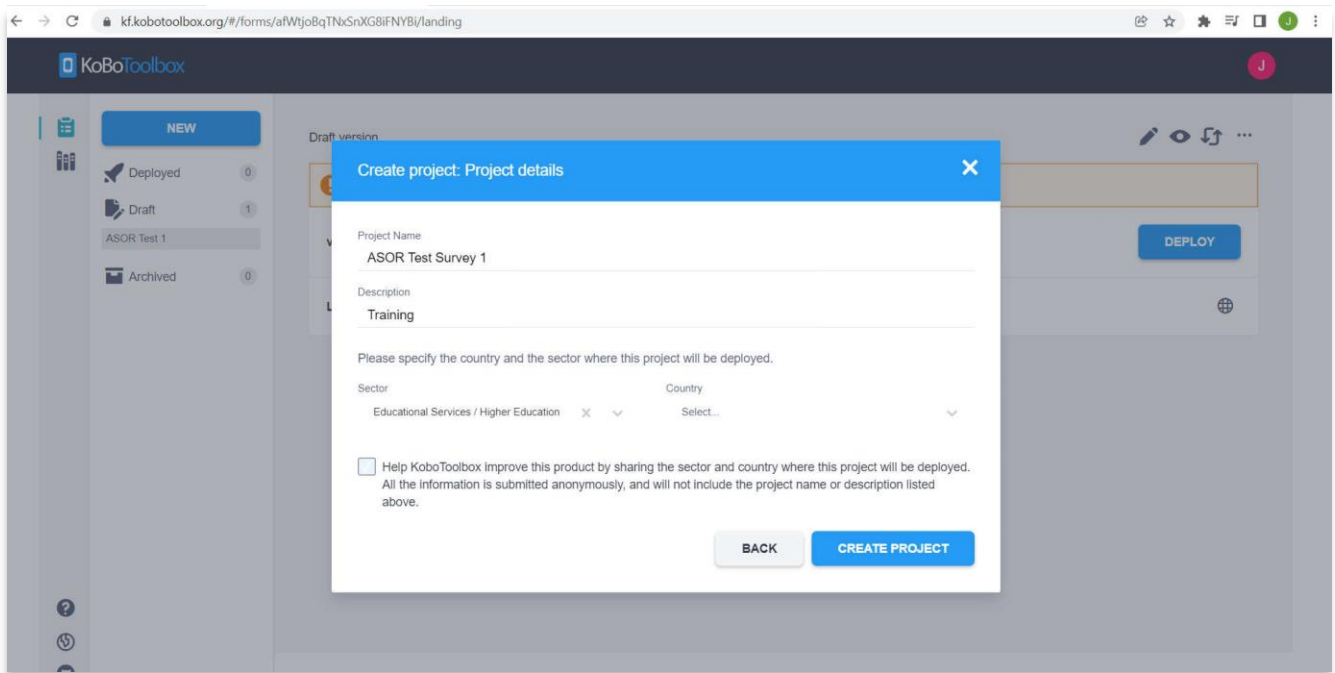 kf.kobotoolbox.org/#/forms/afWtjoBqTNxSnXG8iFNYBi/landing
J
KoBoToolbox
J
NEW
Deployed 0
Draft 1
ASOR Test 1
Archived 0
Draft version
DEPLOY
Create project: Project details
Project Name
ASOR Test Survey 1
Description
Training
Please specify the country and the sector where this project will be deployed.
Sector Country
Educational Services / Higher Education Select...
Help KoboToolbox improve this product by sharing the sector and country where this project will be deployed.
All the information is submitted anonymously, and will not include the project name or description listed
above.
BACK CREATE PROJECT